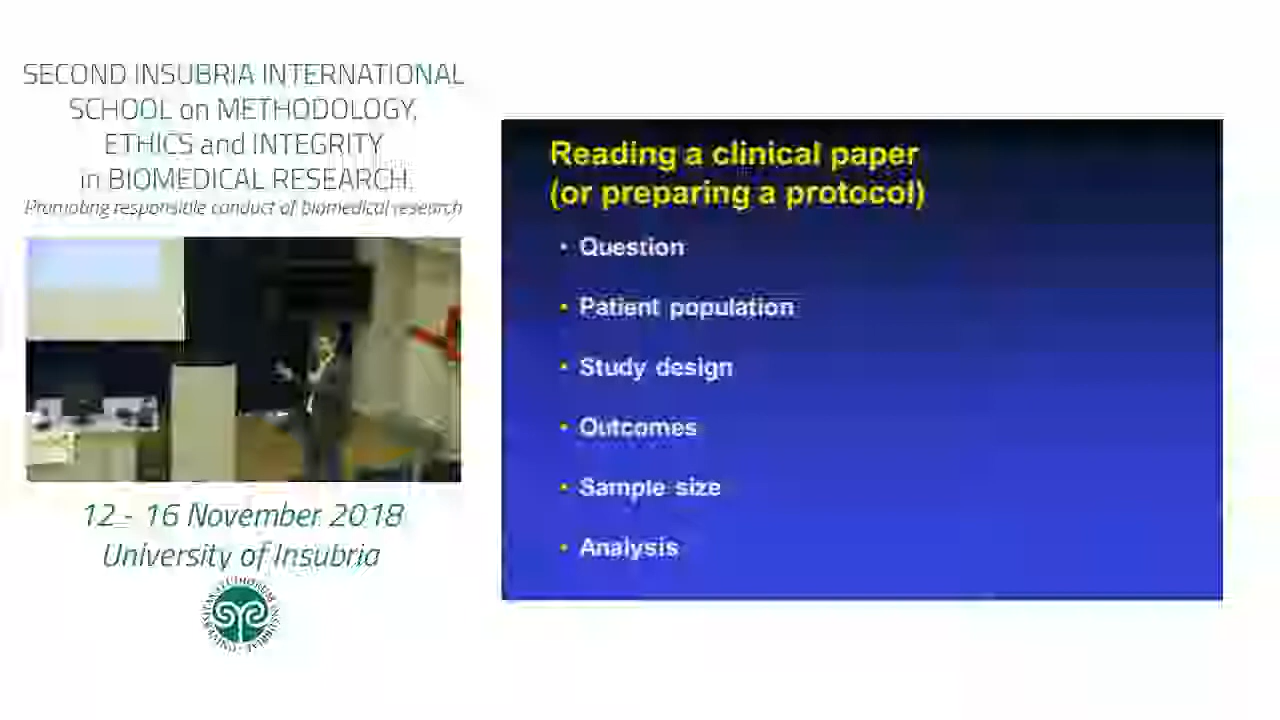 SECOND INSUBRIA INTERNATIONAL
SCHOOL on METHODOLOGY,
ETHICS and INTEGRITY
in BIOMEDICAL RESEARCH.
Promoting responsible conduct of biomedical research
12 - 16 November 2018
University of Insubria
Reading a clinical paper
(or preparing a protocol)
• Question
• Patient population
• Study design
• Outcomes
• Sample size
• Analysis